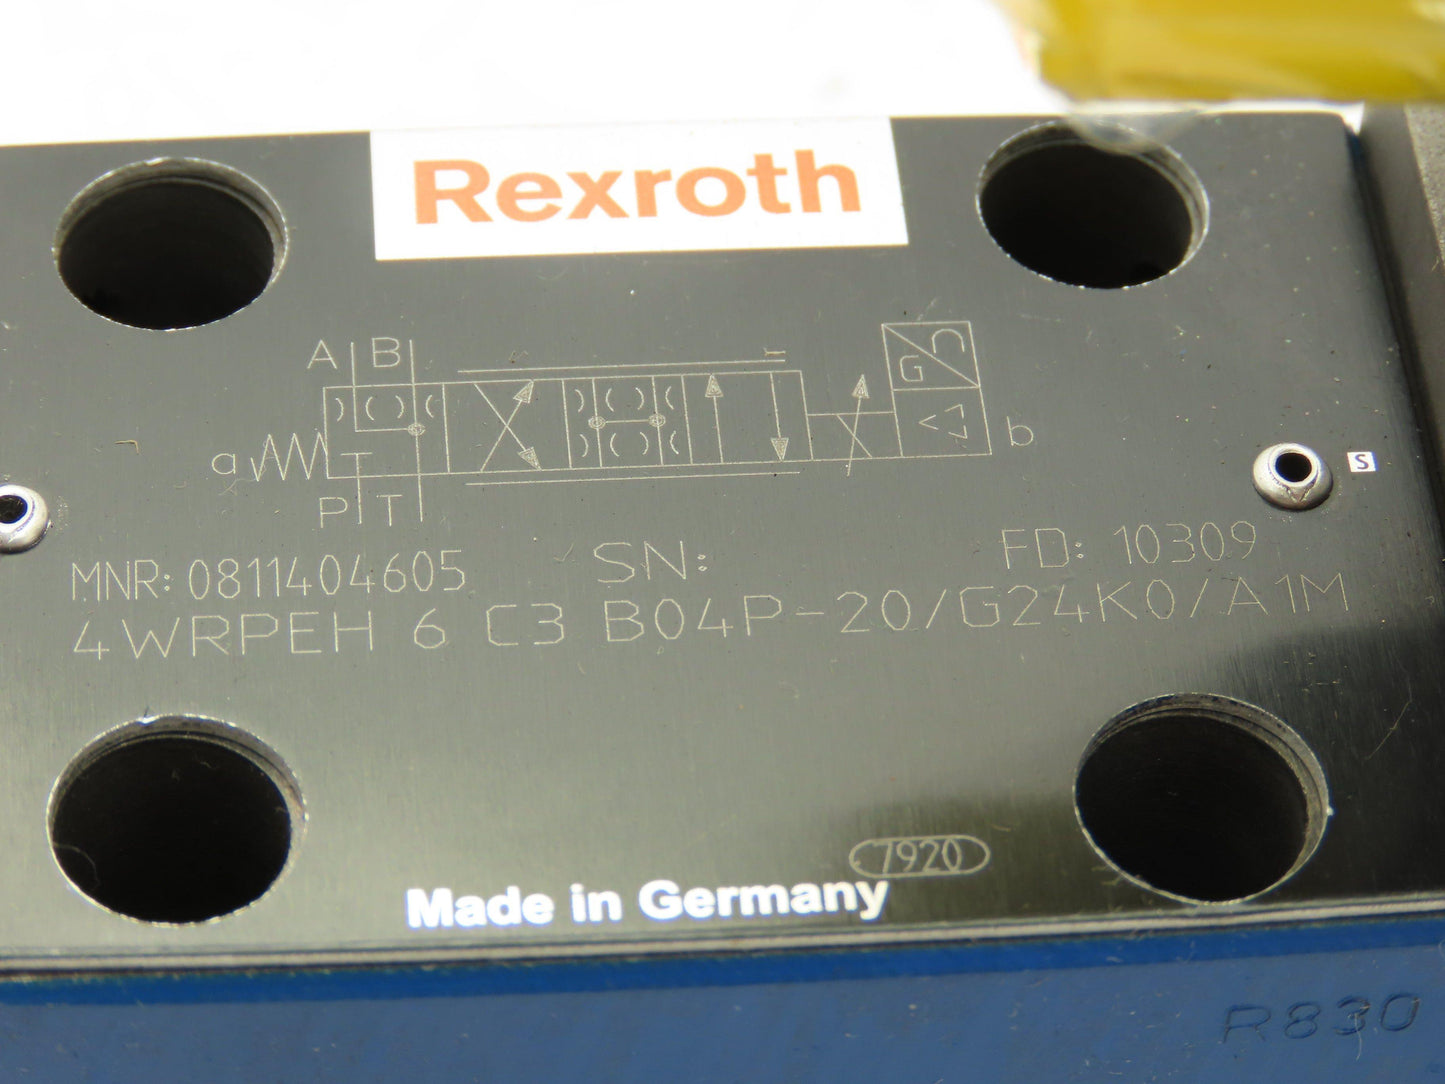 Rexroth
A B
G
a b
P T
S
MNR: 0811404605 SN: FD: 10309
4WRPEH 6 C3 B04P-20/G24K0/A1M
7920
Made in Germany
R830